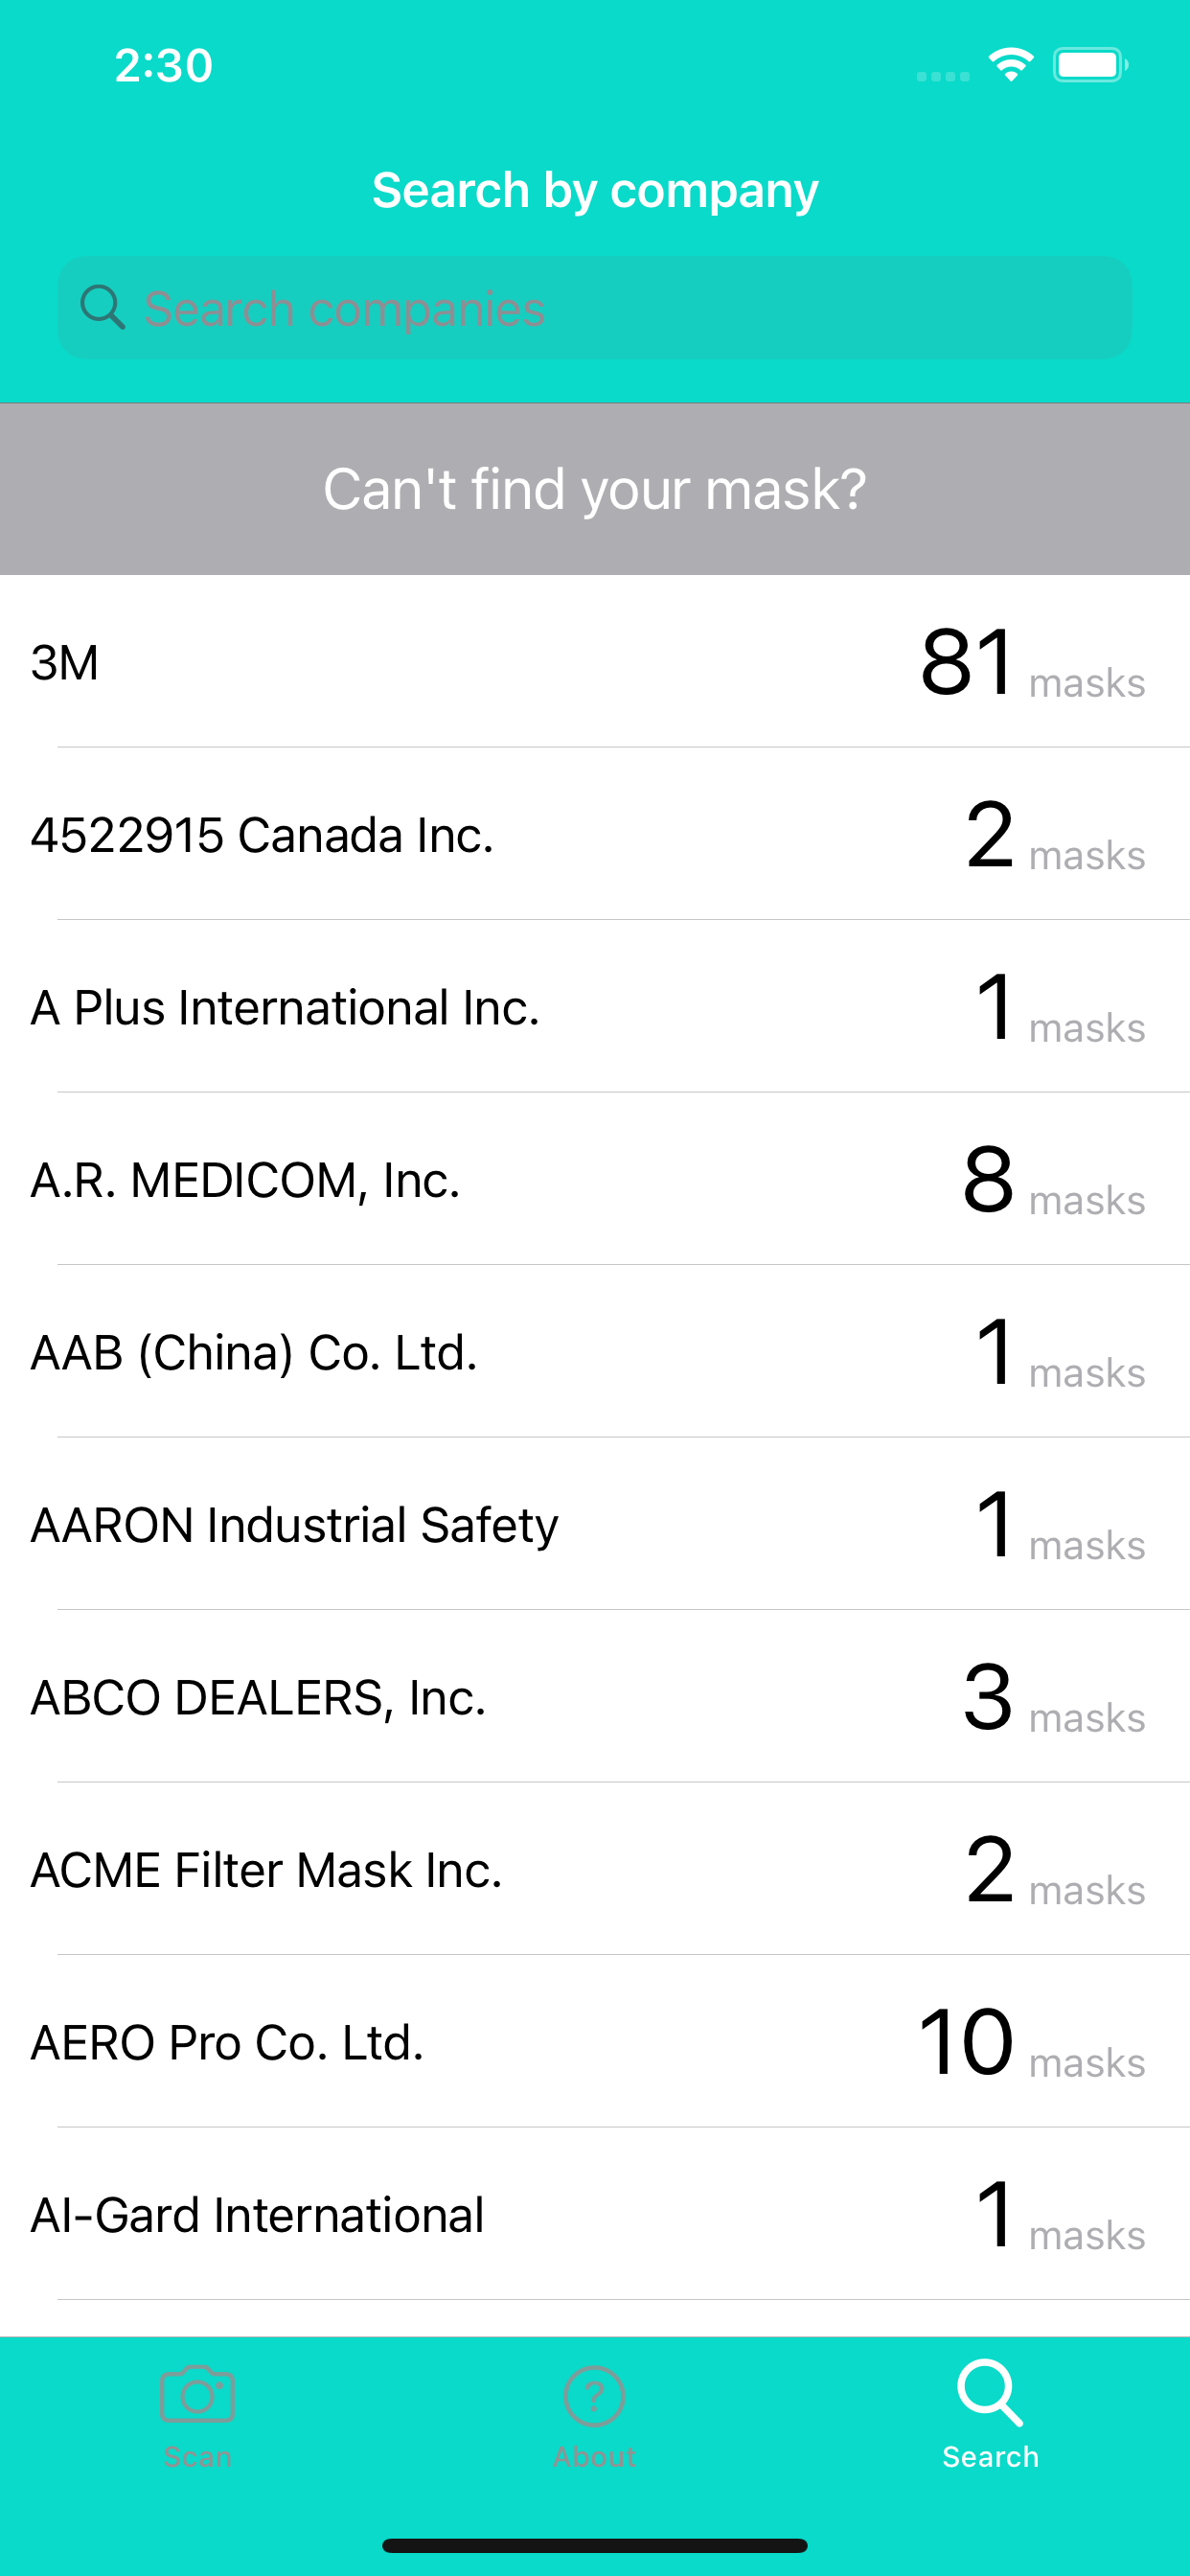 2:30
Search by company
Search companies
Can't find your mask?
3M 81 masks
4522915 Canada Inc. 2 masks
A Plus International Inc. 1 masks
A.R. MEDICOM, Inc. 8 masks
AAB (China) Co. Ltd. 1 masks
AARON Industrial Safety 1 masks
ABCO DEALERS, Inc. 3 masks
ACME Filter Mask Inc. 2 masks
AERO Pro Co. Ltd. 10 masks
Al-Gard International 1 masks
Scan About Search